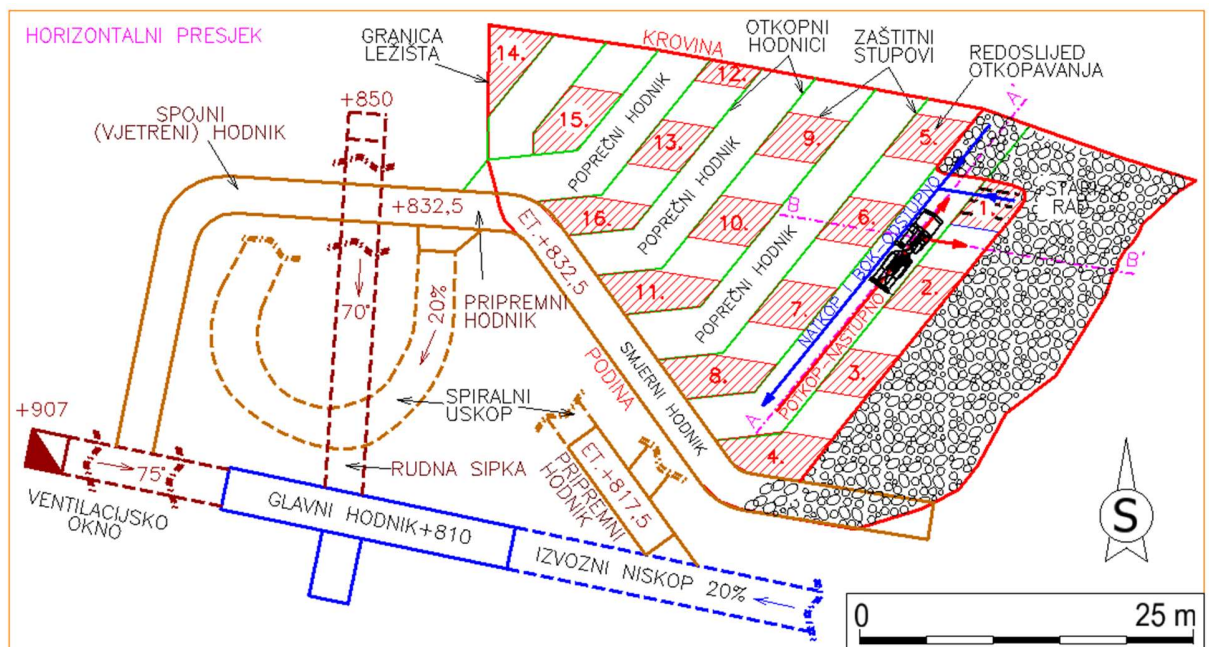 HORIZONTALNI PRESJEK
GRANICA
LEŽIŠTA
KROVINA
OTKOPNI
HODNICI
ZAŠTITNI
STUPOVI
REDOSLIJED
OTKOPAVANJA
SPOJNI
(VJETRENI) HODNIK
+850
14.
12.
A'
15.
13.
9.
5.
POPREČNI HODNIK
POPREČNI HODNIK
POPREČNI HODNIK
+832,5
16.
10.
6.
B
1.
STARI
RAD
ET.+832,5
NATKOP I BOK-ODSTUPNO
POTKOP-NASTUPNO
B'
70°
20%
PRIPREMNI
HODNIK
11.
7.
2.
PODINA
SMJERNI HODNIK
8.
3.
A
4.
SPIRALNI
USKOP
+907
75°
RUDNA SIPKA
ET.+817,5
PRIPREMNI
HODNIK
VENTILACIJSKO
OKNO
GLAVNI HODNIK+810
IZVOZNI NISKOP 20%
S
0
25 m